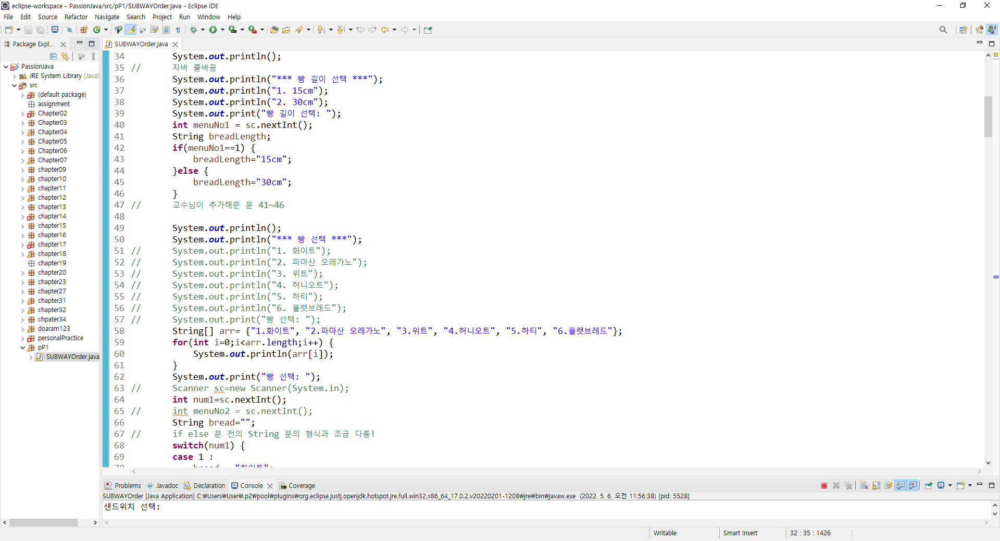 eclipse-workspace - PassionJava/src/pP1/SUBWAYOrder.java - Eclipse IDE
File Edit Source Refactor Navigate Search Project Run Window Help
Package Expl...
SUBWAYOrder.java
PassionJava
JRE System Library [JavaS
src
(default package)
assignment
Chapter02
Chapter03
Chapter04
Chapter05
Chapter06
Chapter07
chapter09
chapter10
chapter11
chapter12
chapter13
chapter14
chapter15
chapter16
chapter17
chapter18
chapter19
chapter20
chapter23
chapter27
chapter31
chapter32
chpater34
doaram123
personalPractice
pP1
SUBWAYOrder.java
34 System.out.println();
35 // 자바 줄바꿈
36 System.out.println("*** 빵 길이 선택 ***");
37 System.out.println("1. 15cm");
38 System.out.println("2. 30cm");
39 System.out.print("빵 길이 선택: ");
40 int menuNo1 = sc.nextInt();
41 String breadLength;
42 if(menuNo1==1) {
43 breadLength="15cm";
44 }else {
45 breadLength="30cm";
46 }
47 // 교수님이 추가해준 문 41~46
48
49 System.out.println();
50 System.out.println("*** 빵 선택 ***");
51 // System.out.println("1. 화이트");
52 // System.out.println("2. 파마산 오레가노");
53 // System.out.println("3. 위트");
54 // System.out.println("4. 허니오트");
55 // System.out.println("5. 하티");
56 // System.out.println("6. 플렛브래드");
57 // System.out.print("빵 선택: ");
58 String[] arr= {"1.화이트", "2.파마산 오레가노", "3.위트", "4.허니오트", "5.하티", "6.플랫브레드"};
59 for(int i=0;i<arr.length;i++) {
60 System.out.println(arr[i]);
61 }
62 System.out.print("빵 선택: ");
63 // Scanner sc=new Scanner(System.in);
64 int num1=sc.nextInt();
65 // int menuNo2 = sc.nextInt();
66 String bread="";
67 // if else 문 전의 String 문의 형식과 조금 다름!
68 switch(num1) {
69 case 1 :
Problems Javadoc Declaration Console Coverage
SUBWAYOrder [Java Application] C:₩Users₩User₩.p2₩pool₩plugins₩org.eclipse.justj.openjdk.hotspot.jre.full.win32.x86_64_17.0.2.v20220201-1208₩jre₩bin₩javaw.exe (2022. 5. 6. 오전 11:56:38) [pid: 5528]
샌드위치 선택:
Writable Smart Insert 32 : 35 : 1426